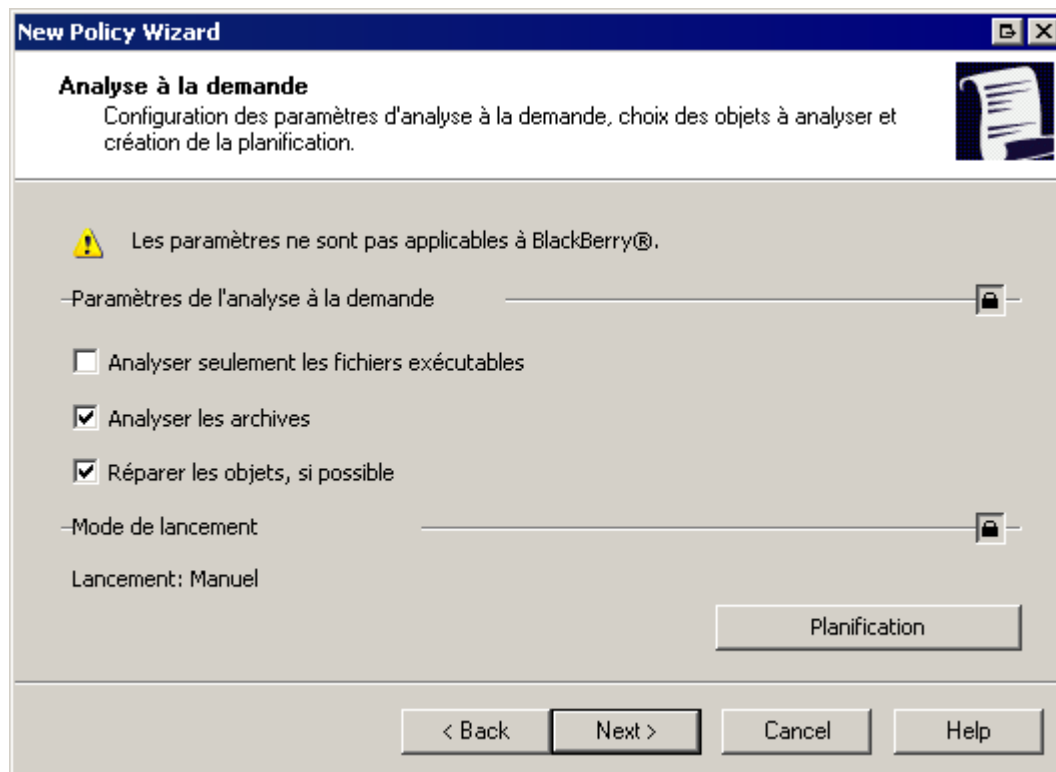 New Policy Wizard
Analyse à la demande
Configuration des paramètres d'analyse à la demande, choix des objets à analyser et
création de la planification.
Les paramètres ne sont pas applicables à BlackBerry®.
Paramètres de l'analyse à la demande
Analyser seulement les fichiers exécutables
Analyser les archives
Réparer les objets, si possible
Mode de lancement
Lancement: Manuel
Planification
< Back
Next >
Cancel
Help